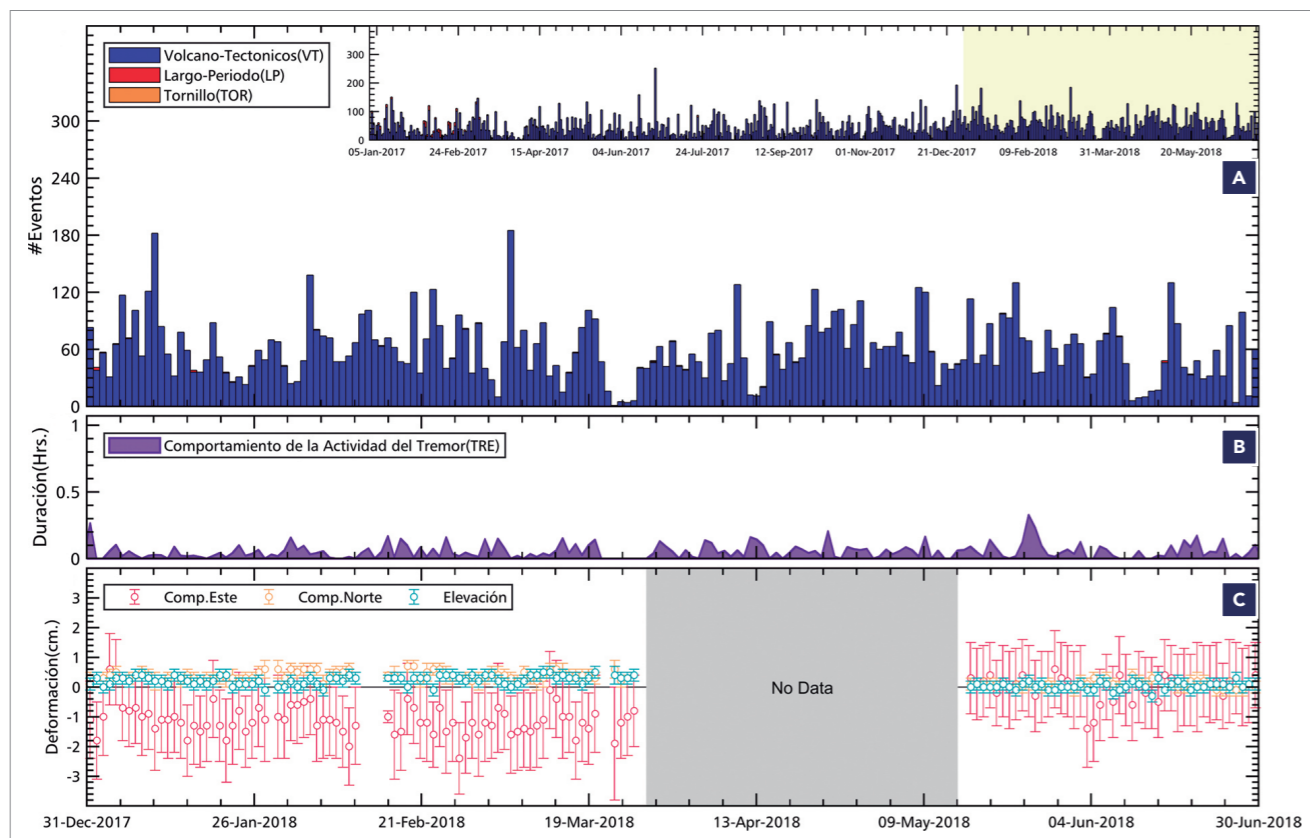 Volcano-Tectonicos(VT)
Largo-Periodo(LP)
Tornillo(TOR)
300
200
100
0
05-Jan-2017 24-Feb-2017 15-Apr-2017 04-Jun-2017 24-Jul-2017 12-Sep-2017 01-Nov-2017 21-Dec-2017 09-Feb-2018 31-Mar-2018 20-May-2018
#Eventos
300
240
180
120
60
0
A
Comportamiento de la Actividad del Tremor(TRE)
Duración(Hrs.)
1
0.5
0
B
Comp.Este Comp.Norte Elevación
Deformación(cm.)
3
2
1
0
-1
-2
-3
No Data
C
31-Dec-2017 26-Jan-2018 21-Feb-2018 19-Mar-2018 13-Apr-2018 09-May-2018 04-Jun-2018 30-Jun-2018